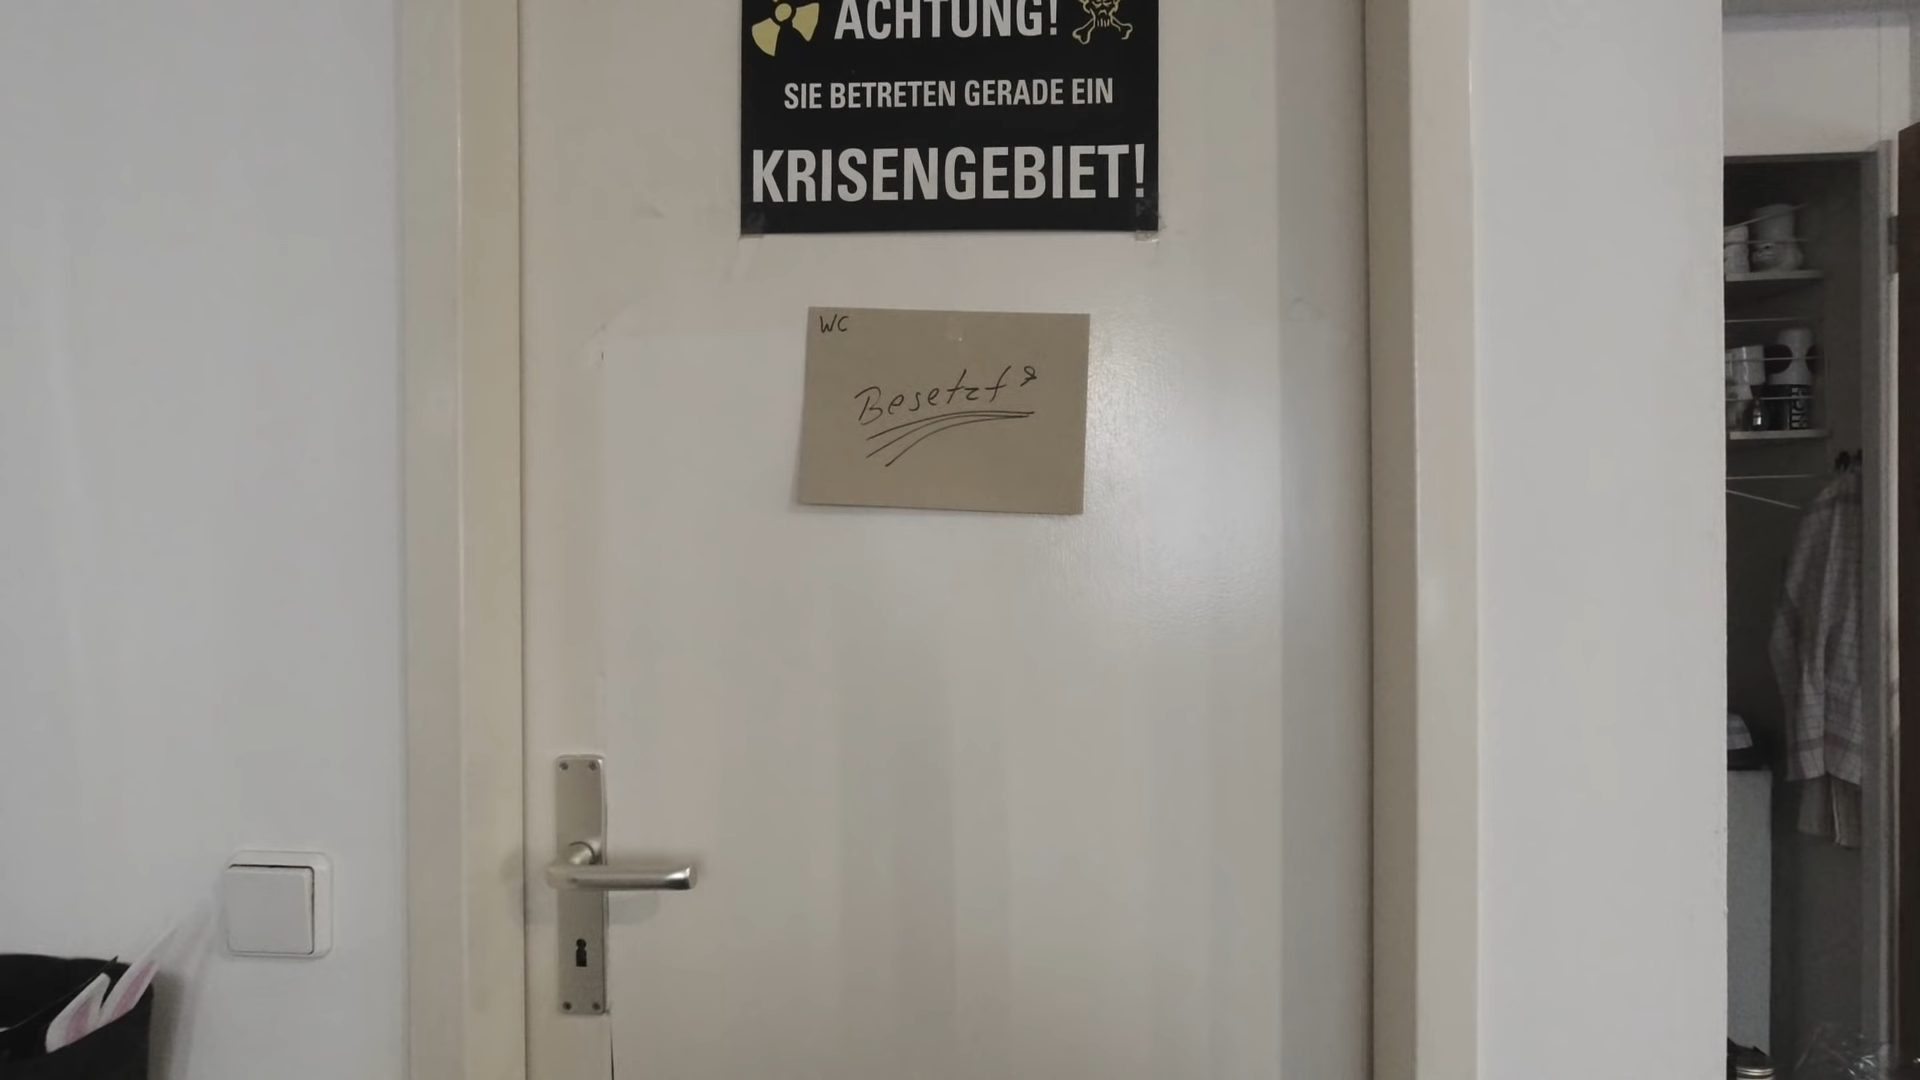 ACHTUNG!
SIE BETRETEN GERADE EIN
KRISENGEBIET!
WC
Besetzt